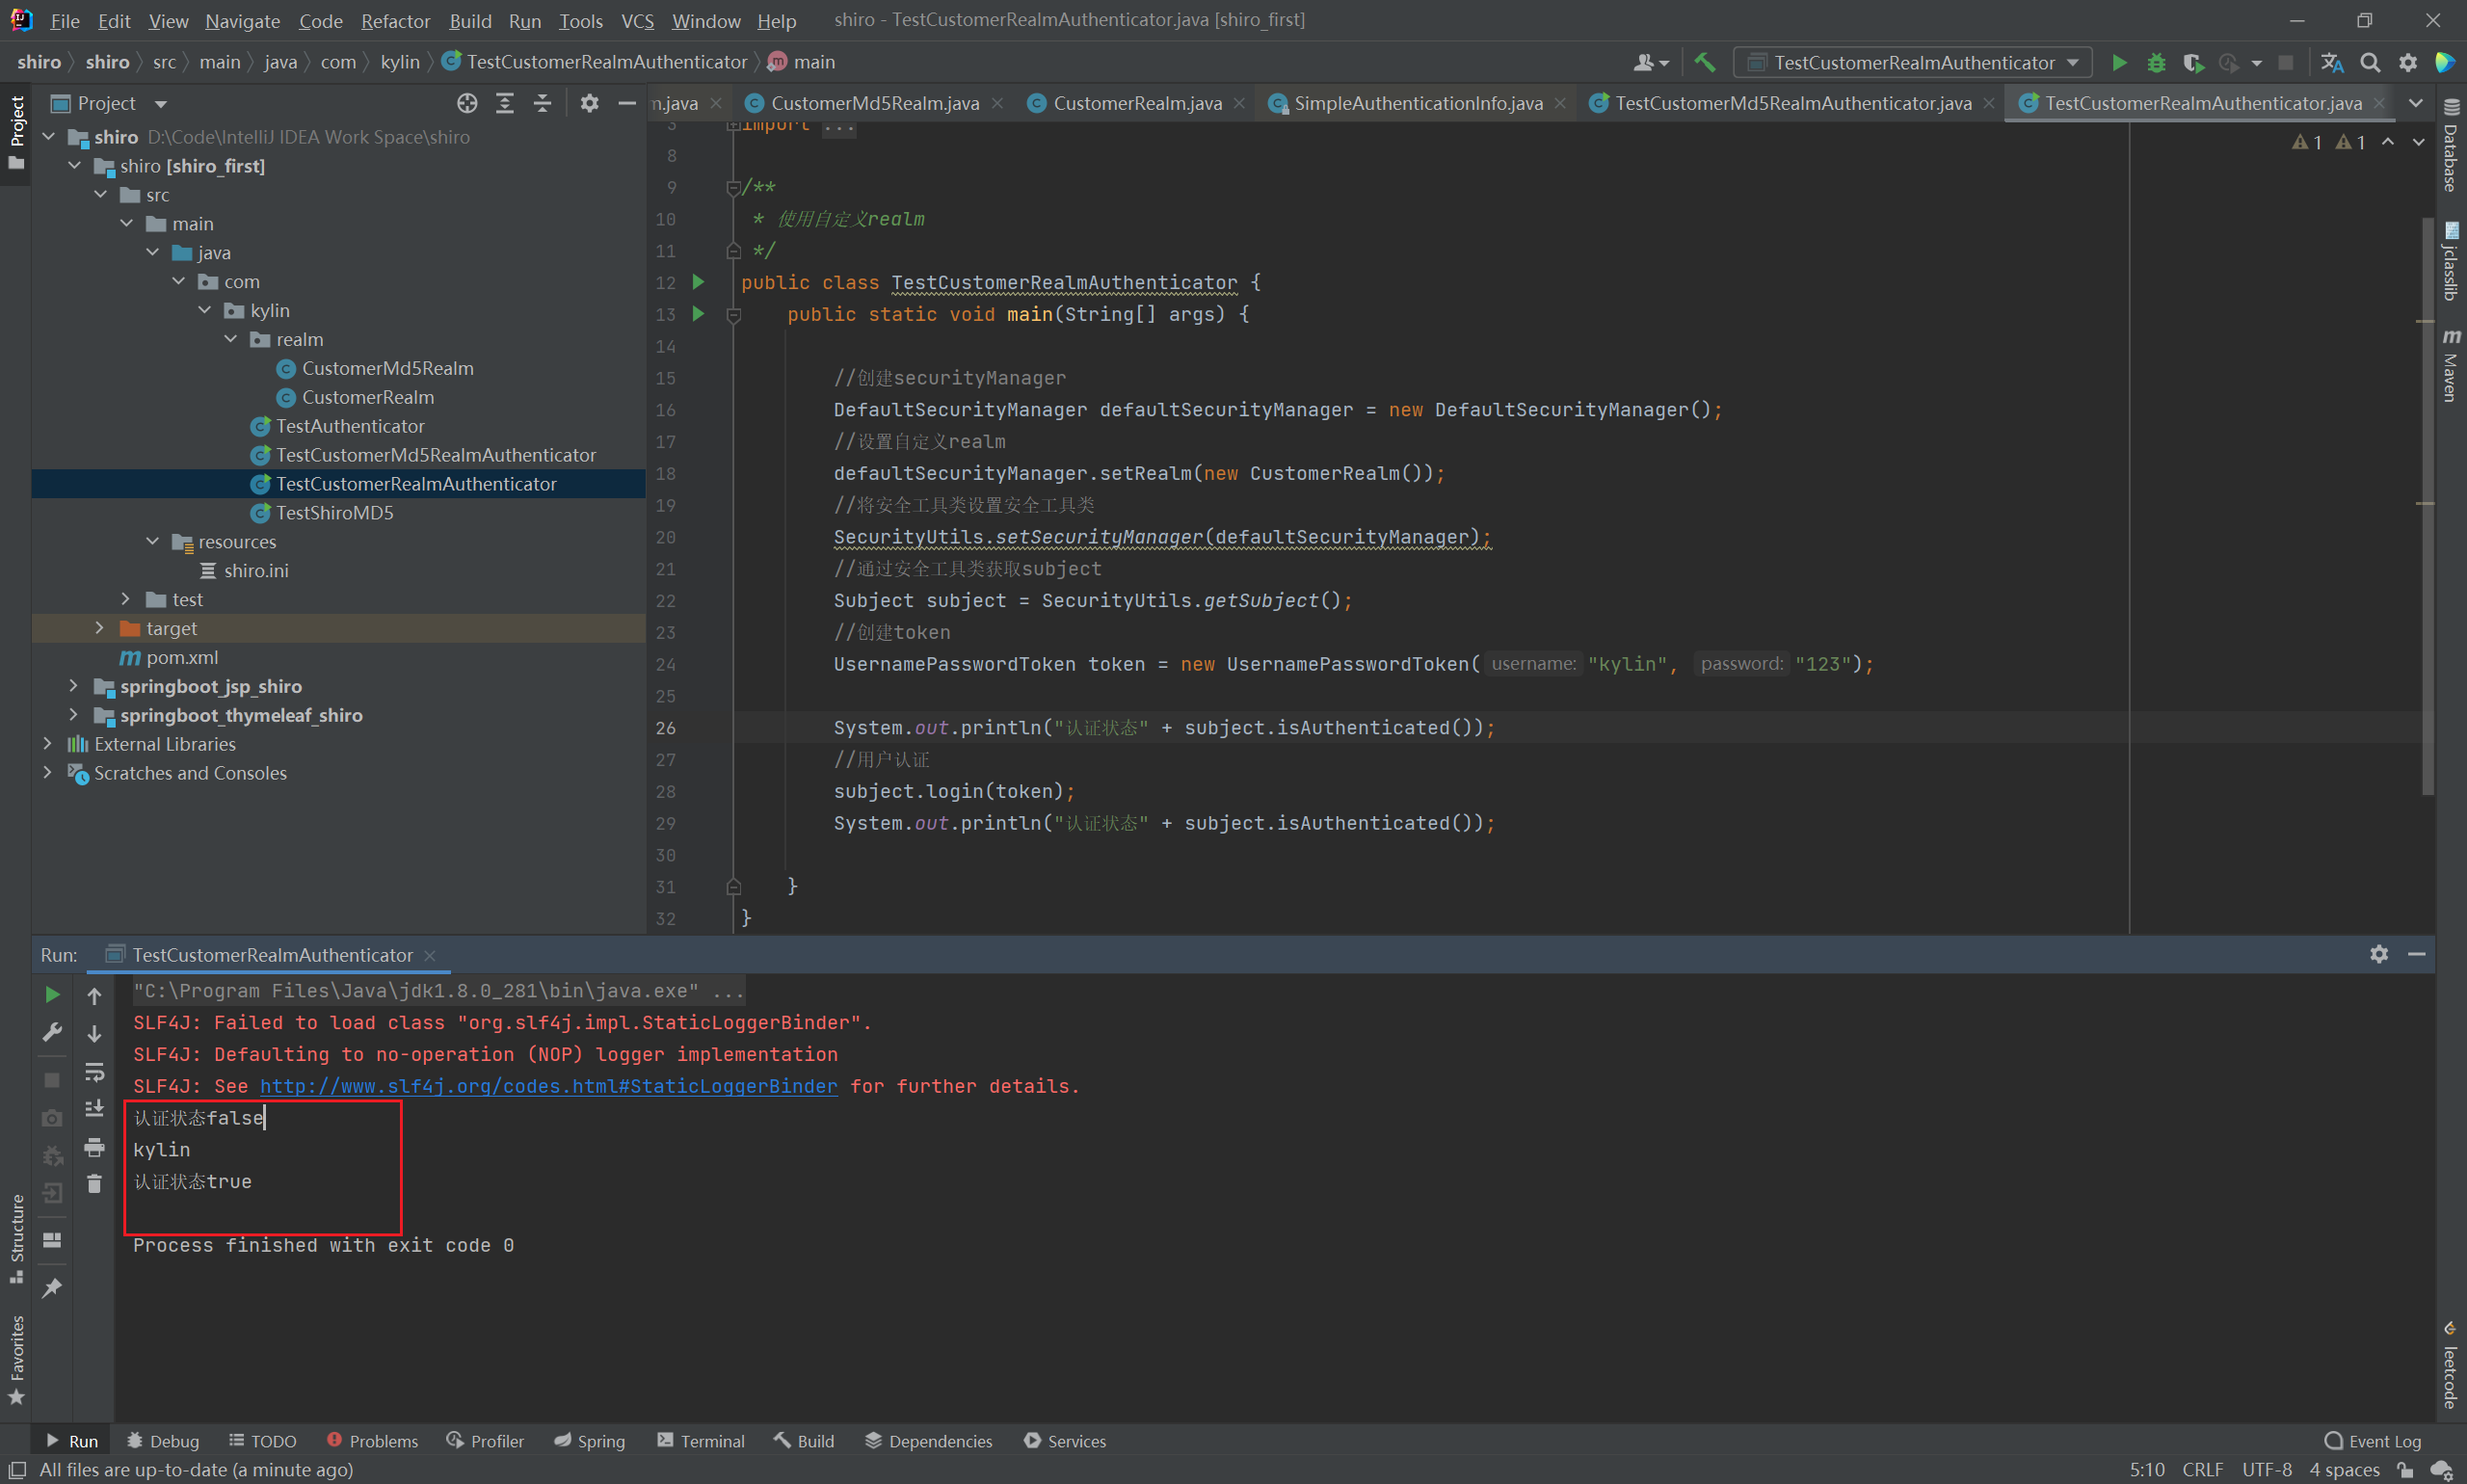 File Edit View Navigate Code Refactor Build Run Tools VCS Window Help shiro - TestCustomerRealmAuthenticator.java [shiro_first]
shiro shiro src main java com kylin TestCustomerRealmAuthenticator main TestCustomerRealmAuthenticator
Project
Project
m.java CustomerMd5Realm.java CustomerRealm.java SimpleAuthenticationInfo.java TestCustomerMd5RealmAuthenticator.java TestCustomerRealmAuthenticator.java
shiro D:\Code\IntelliJ IDEA Work Space\shiro
shiro [shiro_first]
src
main
java
com
kylin
realm
CustomerMd5Realm
CustomerRealm
TestAuthenticator
TestCustomerMd5RealmAuthenticator
TestCustomerRealmAuthenticator
TestShiroMD5
resources
shiro.ini
test
target
pom.xml
springboot_jsp_shiro
springboot_thymeleaf_shiro
External Libraries
Scratches and Consoles
1 1
3 import ...
8
9 /**
10 * 使用自定义realm
11 */
12 public class TestCustomerRealmAuthenticator {
13 public static void main(String[] args) {
14
15 //创建securityManager
16 DefaultSecurityManager defaultSecurityManager = new DefaultSecurityManager();
17 //设置自定义realm
18 defaultSecurityManager.setRealm(new CustomerRealm());
19 //将安全工具类设置安全工具类
20 SecurityUtils.setSecurityManager(defaultSecurityManager);
21 //通过安全工具类获取subject
22 Subject subject = SecurityUtils.getSubject();
23 //创建token
24 UsernamePasswordToken token = new UsernamePasswordToken( username: "kylin", password: "123");
25
26 System.out.println("认证状态" + subject.isAuthenticated());
27 //用户认证
28 subject.login(token);
29 System.out.println("认证状态" + subject.isAuthenticated());
30
31 }
32 }
Database
jclasslib
Maven
Run: TestCustomerRealmAuthenticator
"C:\Program Files\Java\jdk1.8.0_281\bin\java.exe" ...
SLF4J: Failed to load class "org.slf4j.impl.StaticLoggerBinder".
SLF4J: Defaulting to no-operation (NOP) logger implementation
SLF4J: See http://www.slf4j.org/codes.html#StaticLoggerBinder for further details.
认证状态false
kylin
认证状态true
Process finished with exit code 0
Structure
Favorites
leetcode
Run Debug TODO Problems Profiler Spring Terminal Build Dependencies Services Event Log
All files are up-to-date (a minute ago) 5:10 CRLF UTF-8 4 spaces